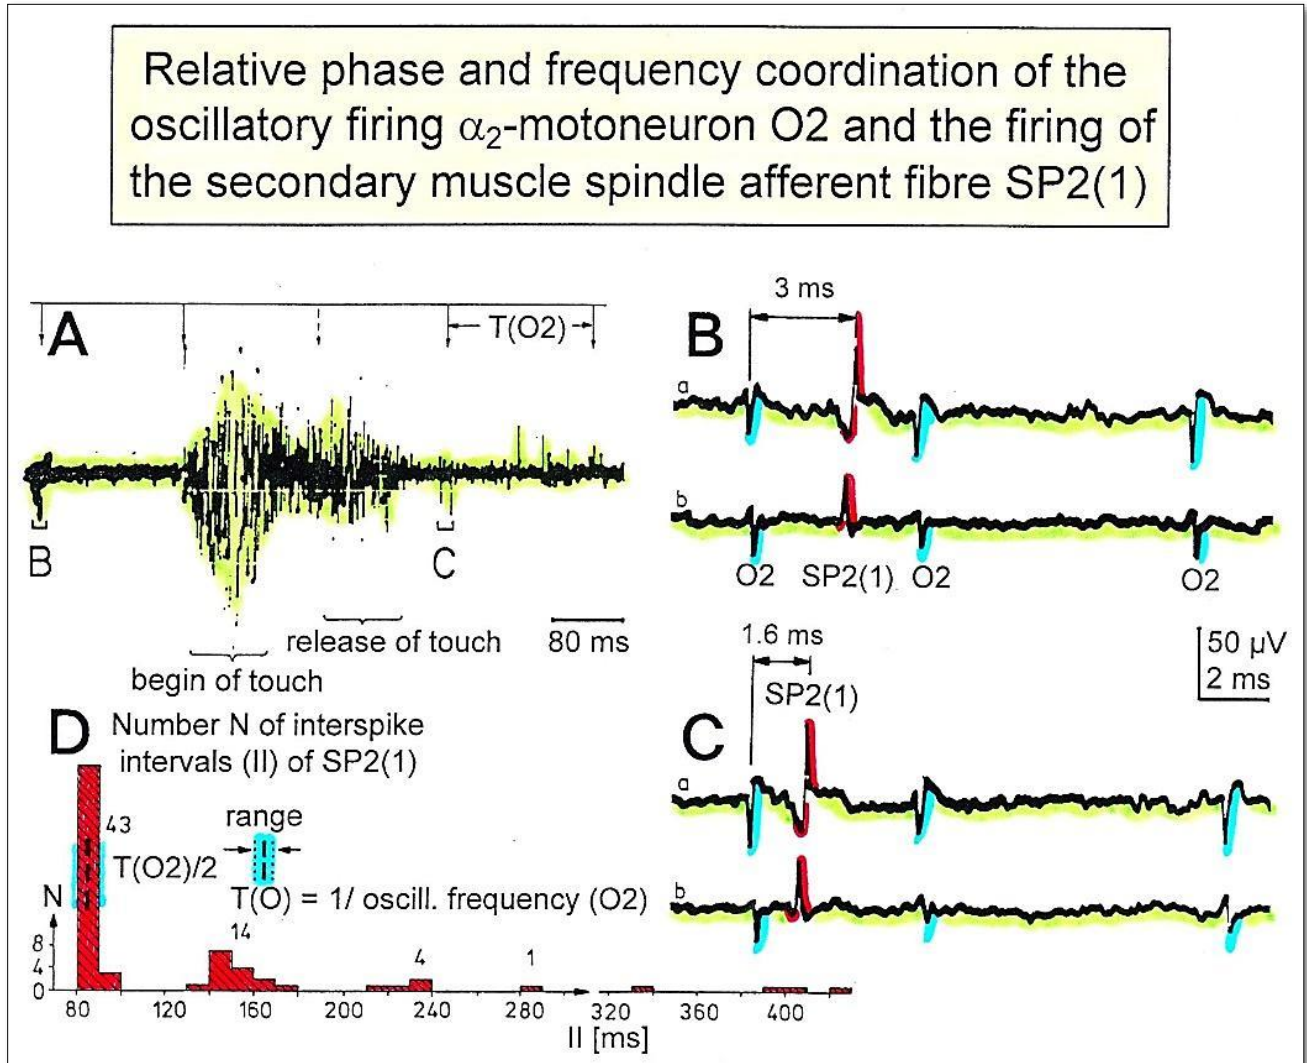 Relative phase and frequency coordination of the
oscillatory firing α₂-motoneuron O2 and the firing of
the secondary muscle spindle afferent fibre SP2(1)
A
T(O2)
B
C
release of touch
80 ms
begin of touch
B
3 ms
a
b
O2 SP2(1) O2 O2
1.6 ms
SP2(1)
50 µV
2 ms
C
a
b
D
Number N of interspike
intervals (II) of SP2(1)
43
range
T(O2)/2
T(O) = 1/ oscill. frequency (O2)
N
14
4
1
8
4
0
80 120 160 200 240 280 320 360 400
II [ms]